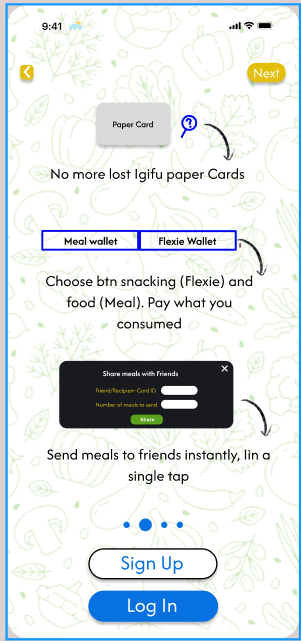 9:41
Next
Paper Card
No more lost Igifu paper Cards
Meal wallet Flexie Wallet
Choose btn snacking (Flexie) and
food (Meal). Pay what you
consumed
Share meals with Friends
Friend/Recipient Card ID
Number of meals to send
Share
Send meals to friends instantly, Iin a
single tap
Sign Up
Log In